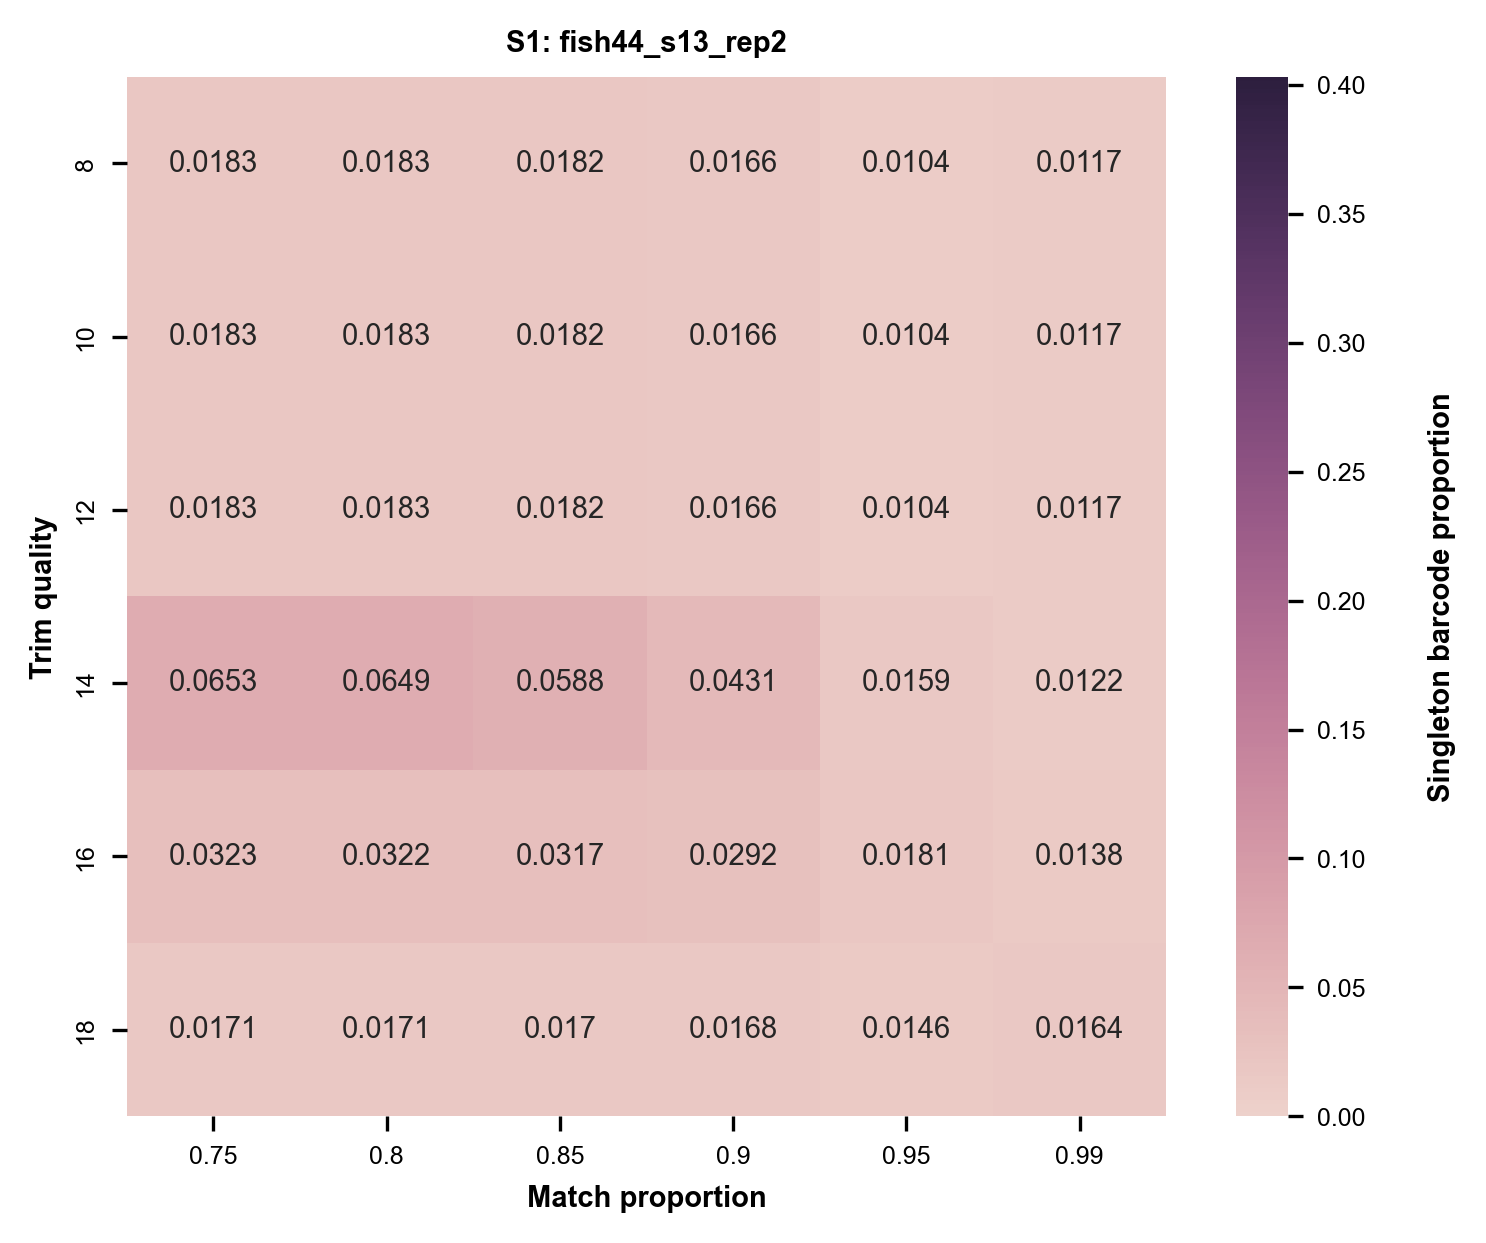 S1: fish44_s13_rep2
8 0.0183 0.0183 0.0182 0.0166 0.0104 0.0117
10 0.0183 0.0183 0.0182 0.0166 0.0104 0.0117
12 0.0183 0.0183 0.0182 0.0166 0.0104 0.0117
14 0.0653 0.0649 0.0588 0.0431 0.0159 0.0122
16 0.0323 0.0322 0.0317 0.0292 0.0181 0.0138
18 0.0171 0.0171 0.017 0.0168 0.0146 0.0164
0.75 0.8 0.85 0.9 0.95 0.99
Match proportion
Trim quality
0.40
0.35
0.30
0.25
0.20
0.15
0.10
0.05
0.00
Singleton barcode proportion